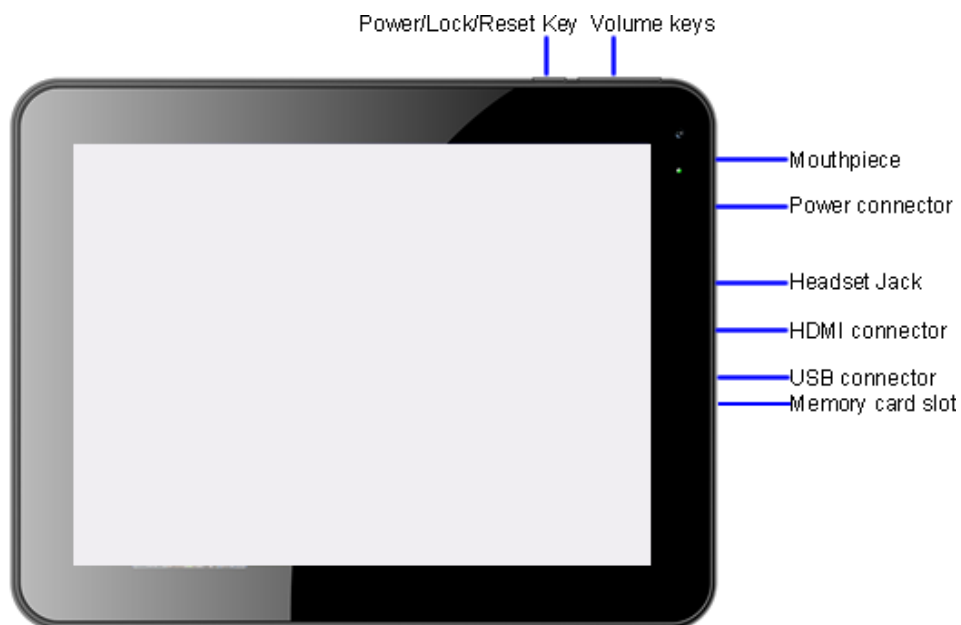 Power/Lock/Reset Key Volume keys
Mouthpiece
Power connector
Headset Jack
HDMI connector
USB connector
Memory card slot